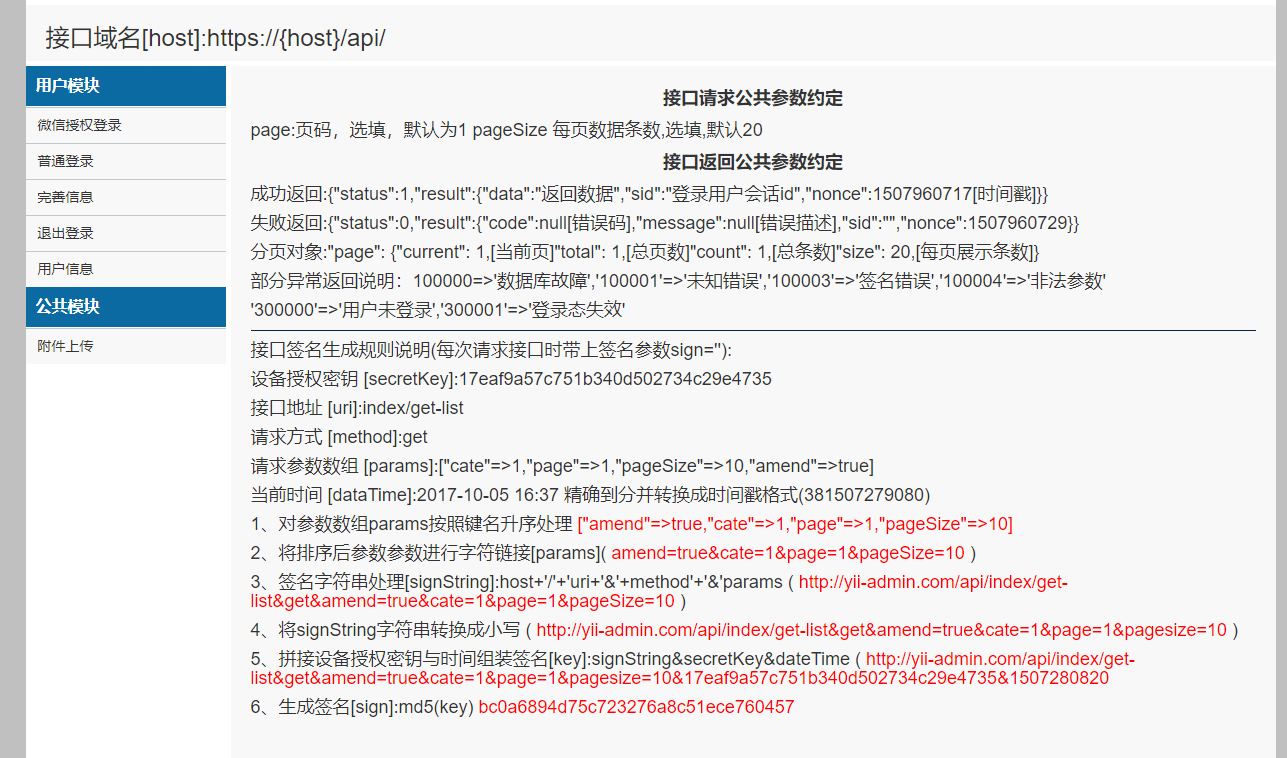 接口域名[host]:https://{host}/api/
用户模块
微信授权登录
普通登录
完善信息
退出登录
用户信息
公共模块
附件上传
接口请求公共参数约定
page:页码，选填，默认为1 pageSize 每页数据条数,选填,默认20
接口返回公共参数约定
成功返回:{"status":1,"result":{"data":"返回数据","sid":"登录用户会话id","nonce":1507960717[时间戳]}}
失败返回:{"status":0,"result":{"code":null[错误码],"message":null[错误描述],"sid":"","nonce":1507960729}}
分页对象:"page": {"current": 1,[当前页]"total": 1,[总页数]"count": 1,[总条数]"size": 20,[每页展示条数]}
部分异常返回说明：100000=>'数据库故障','100001'=>'未知错误','100003'=>'签名错误','100004'=>'非法参数'
'300000'=>'用户未登录','300001'=>'登录态失效'
接口签名生成规则说明(每次请求接口时带上签名参数sign=''):
设备授权密钥 [secretKey]:17eaf9a57c751b340d502734c29e4735
接口地址 [uri]:index/get-list
请求方式 [method]:get
请求参数数组 [params]:["cate"=>1,"page"=>1,"pageSize"=>10,"amend"=>true]
当前时间 [dataTime]:2017-10-05 16:37 精确到分并转换成时间戳格式(381507279080)
1、对参数数组params按照键名升序处理 ["amend"=>true,"cate"=>1,"page"=>1,"pageSize"=>10]
2、将排序后参数参数进行字符链接[params]( amend=true&cate=1&page=1&pageSize=10 )
3、签名字符串处理[signString]:host+'/'+'uri+'&'+method'+'&'params ( http://yii-admin.com/api/index/get-
list&get&amend=true&cate=1&page=1&pageSize=10 )
4、将signString字符串转换成小写 ( http://yii-admin.com/api/index/get-list&get&amend=true&cate=1&page=1&pagesize=10 )
5、拼接设备授权密钥与时间组装签名[key]:signString&secretKey&dateTime ( http://yii-admin.com/api/index/get-
list&get&amend=true&cate=1&page=1&pagesize=10&17eaf9a57c751b340d502734c29e4735&1507280820
6、生成签名[sign]:md5(key) bc0a6894d75c723276a8c51ece760457